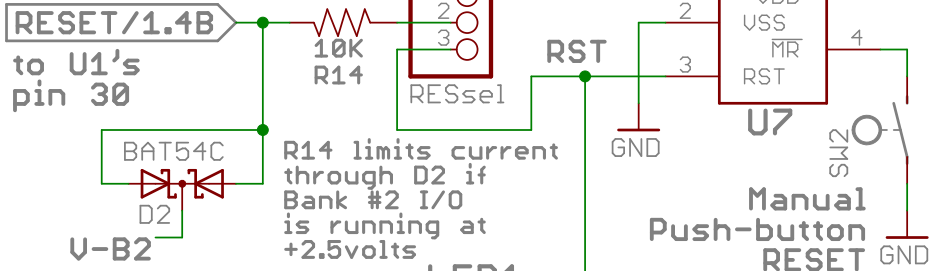 RESET/1.4B
to U1's
pin 30
10K
R14
2
3
RESsel
RST
2
3
VSS
MR
RST
4
U7
GND
SW2
BAT54C
D2
V-B2
R14 limits current
through D2 if
Bank #2 I/O
is running at
+2.5volts
Manual
Push-button
RESET
GND